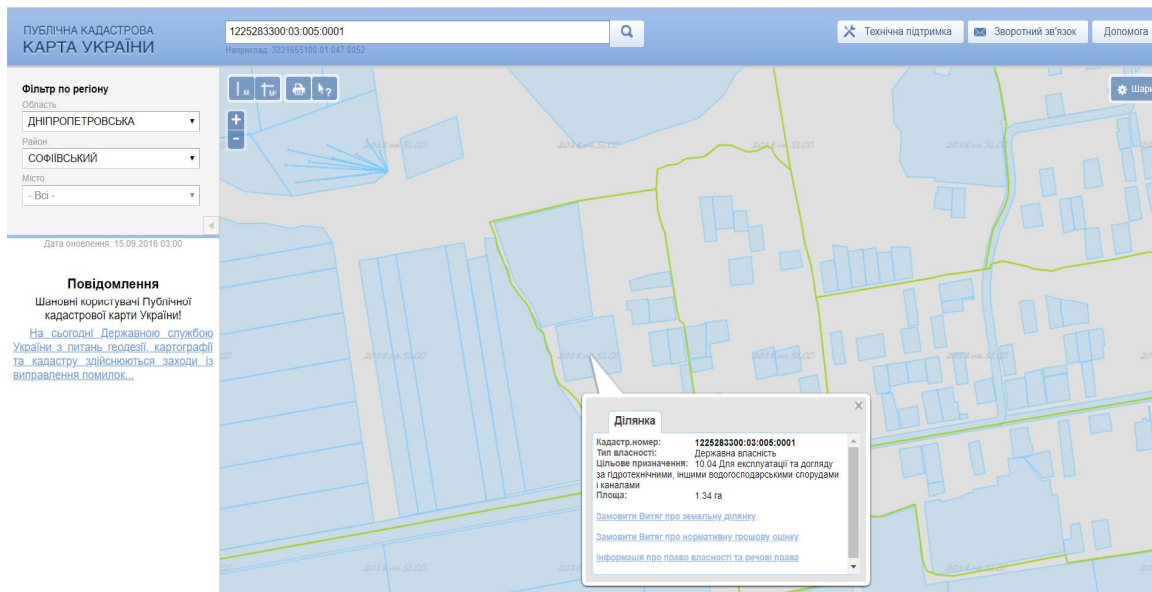 ПУБЛІЧНА КАДАСТРОВА
КАРТА УКРАЇНИ
1225283300:03:005:0001
Наприклад: 3221655100:01:047:0052
Технічна підтримка
Зворотний зв'язок
Допомога
Фільтр по регіону
Область
ДНІПРОПЕТРОВСЬКА
Район
СОФІЇВСЬКИЙ
Місто
- Всі -
Дата оновлення: 15.09.2018 03:00
Повідомлення
Шановні користувачі Публічної
кадастрової карти України!
На сьогодні Державною службою
України з питань геодезії, картографії
та кадастру здійснюються заходи із
виправлення помилок...
М
М²
+
-
Ділянка
Кадастр.номер: 1225283300:03:005:0001
Тип власності: Державна власність
Цільове призначення: 10.04 Для експлуатації та догляду
за гідротехнічними, іншими водогосподарськими спорудами
і каналами
Площа: 1.34 га
Замовити Витяг про земельну ділянку
Замовити Витяг про нормативну грошову оцінку
Інформація про право власності та речові права